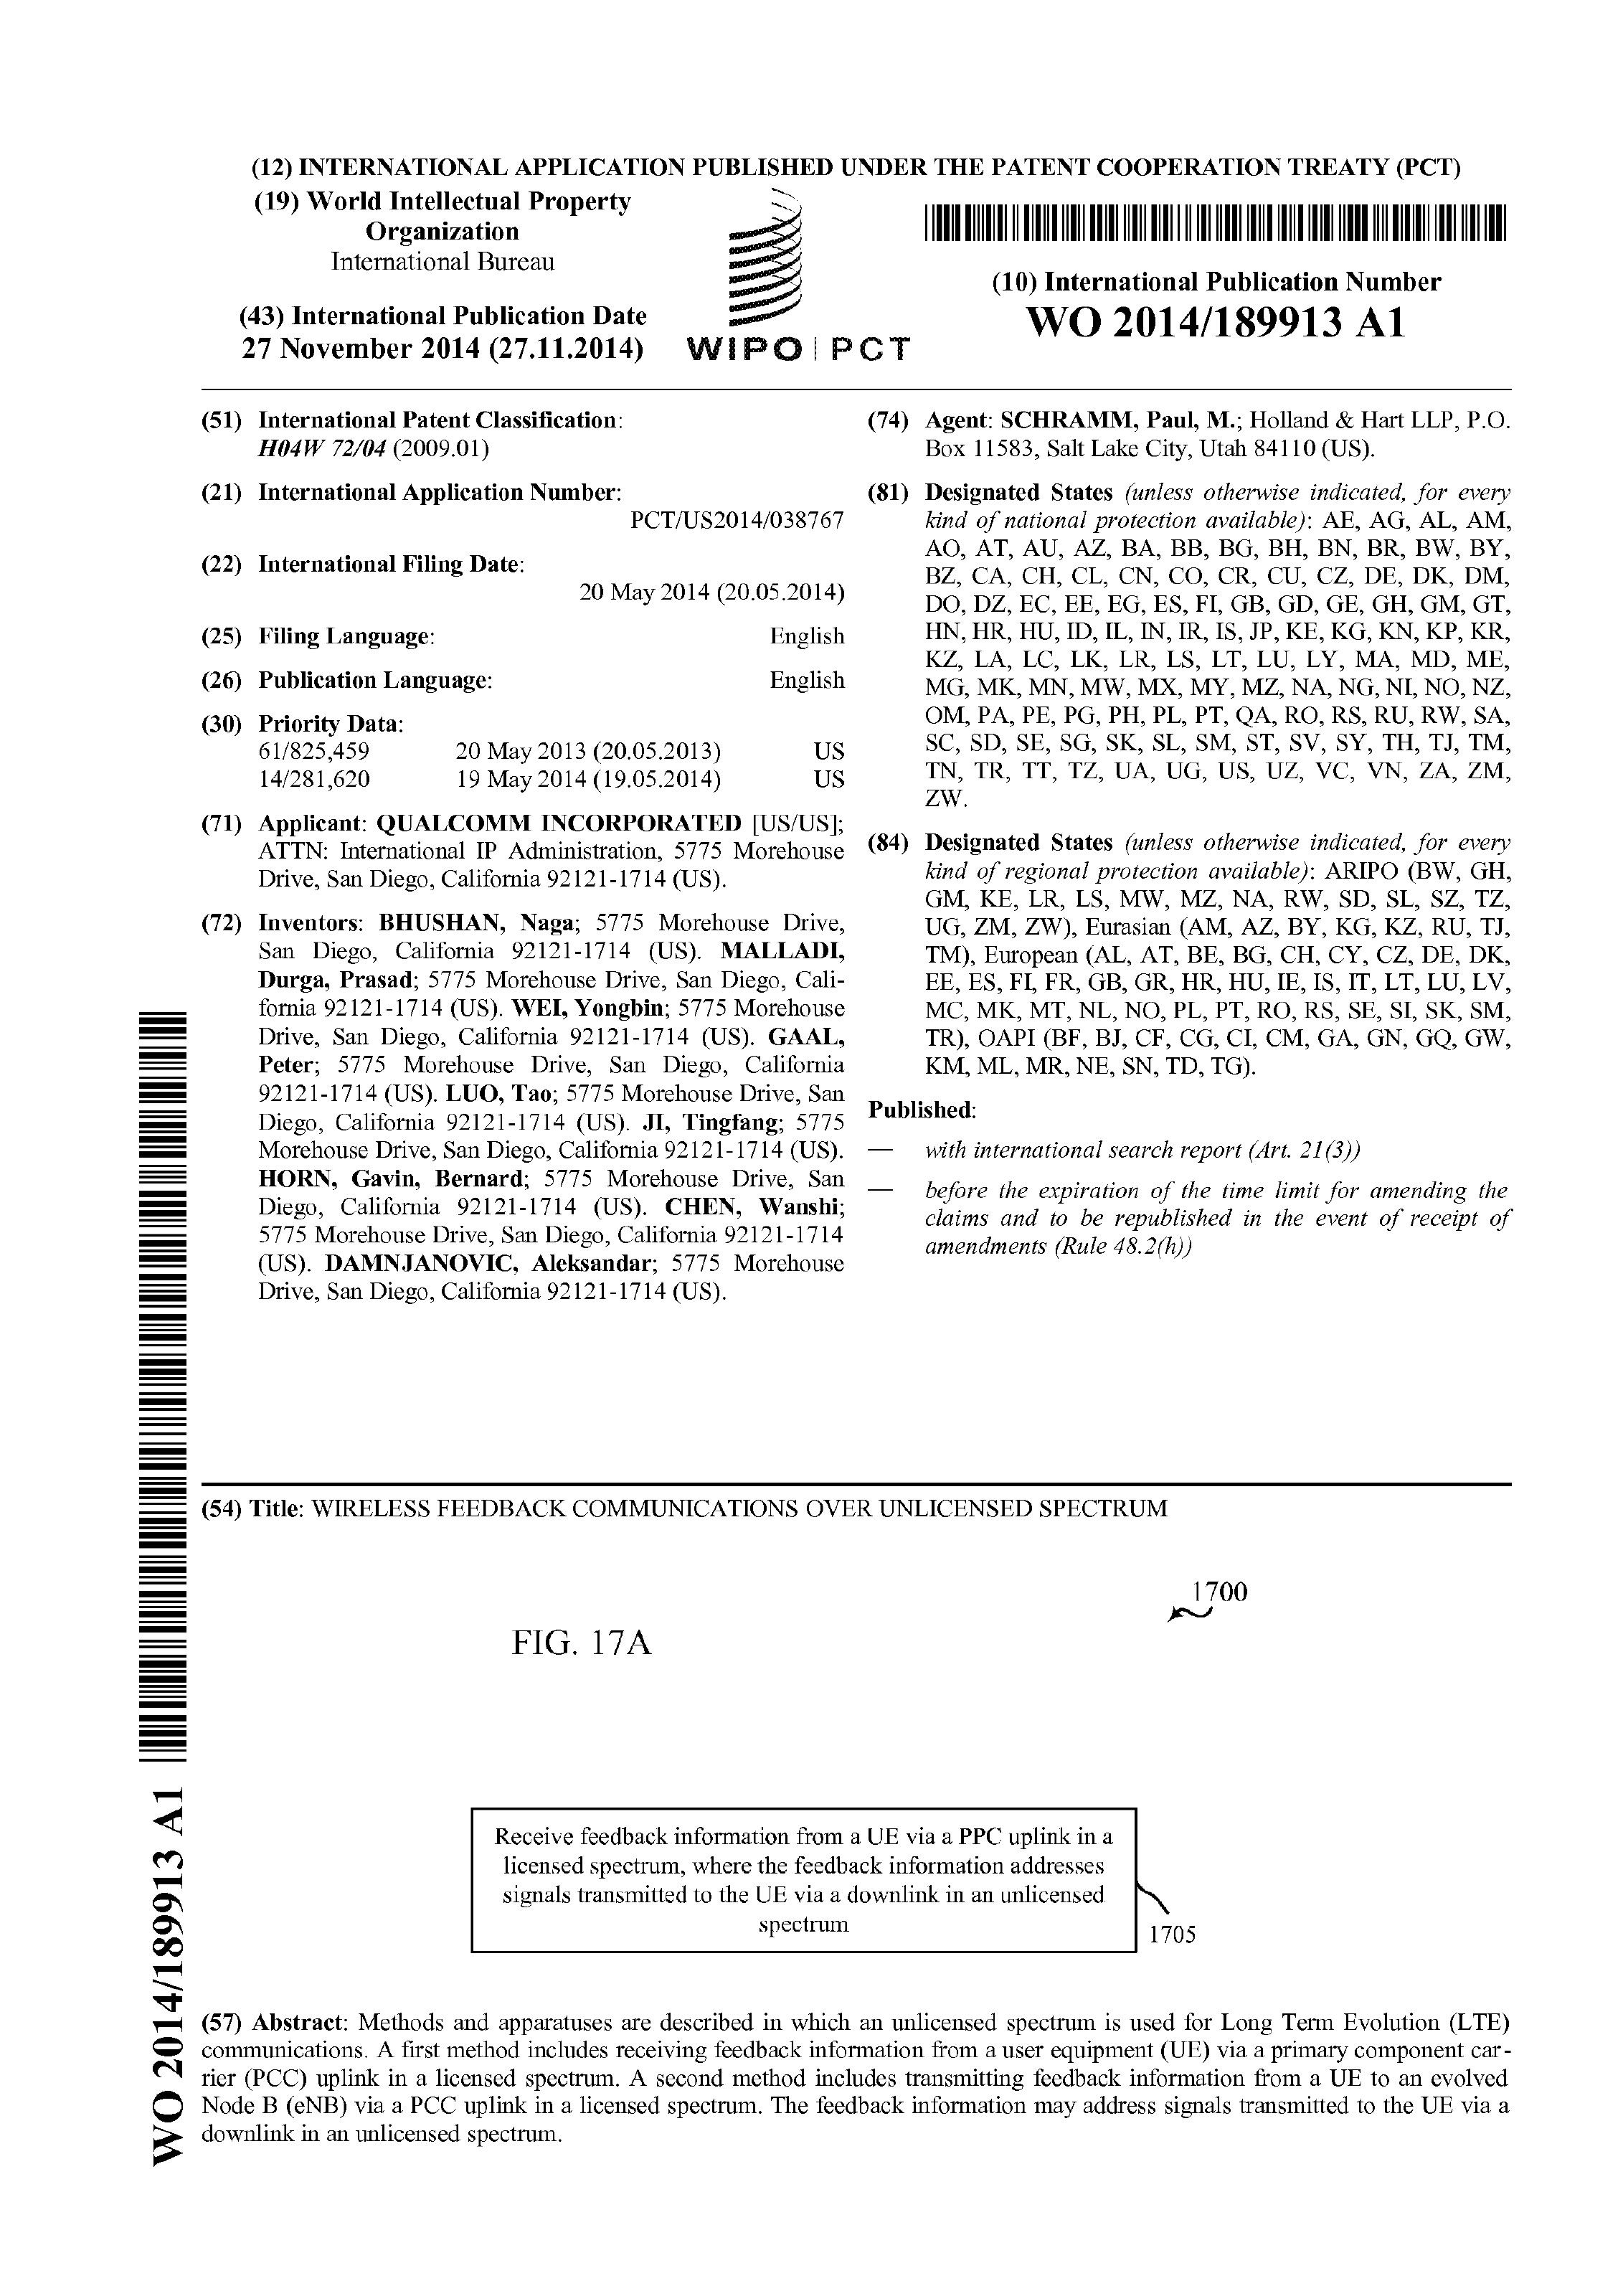 (12) INTERNATIONAL APPLICATION PUBLISHED UNDER THE PATENT COOPERATION TREATY (PCT)
(19) World Intellectual Property
Organization
International Bureau
(43) International Publication Date
27 November 2014 (27.11.2014)
WIPO | PCT
(10) International Publication Number
WO 2014/189913 A1
(51) International Patent Classification:
H04W 72/04 (2009.01)
(21) International Application Number:
PCT/US2014/038767
(22) International Filing Date:
20 May 2014 (20.05.2014)
(25) Filing Language: English
(26) Publication Language: English
(30) Priority Data:
61/825,459 20 May 2013 (20.05.2013) US
14/281,620 19 May 2014 (19.05.2014) US
(71) Applicant: QUALCOMM INCORPORATED [US/US];
ATTN: International IP Administration, 5775 Morehouse
Drive, San Diego, California 92121-1714 (US).
(72) Inventors: BHUSHAN, Naga; 5775 Morehouse Drive,
San Diego, California 92121-1714 (US). MALLADI,
Durga, Prasad; 5775 Morehouse Drive, San Diego, Cali-
fornia 92121-1714 (US). WEI, Yongbin; 5775 Morehouse
Drive, San Diego, California 92121-1714 (US). GAAL,
Peter; 5775 Morehouse Drive, San Diego, California
92121-1714 (US). LUO, Tao; 5775 Morehouse Drive, San
Diego, California 92121-1714 (US). JI, Tingfang; 5775
Morehouse Drive, San Diego, California 92121-1714 (US).
HORN, Gavin, Bernard; 5775 Morehouse Drive, San
Diego, California 92121-1714 (US). CHEN, Wanshi;
5775 Morehouse Drive, San Diego, California 92121-1714
(US). DAMNJANOVIC, Aleksandar; 5775 Morehouse
Drive, San Diego, California 92121-1714 (US).
(74) Agent: SCHRAMM, Paul, M.; Holland & Hart LLP, P.O.
Box 11583, Salt Lake City, Utah 84110 (US).
(81) Designated States (unless otherwise indicated, for every
kind of national protection available): AE, AG, AL, AM,
AO, AT, AU, AZ, BA, BB, BG, BH, BN, BR, BW, BY,
BZ, CA, CH, CL, CN, CO, CR, CU, CZ, DE, DK, DM,
DO, DZ, EC, EE, EG, ES, FI, GB, GD, GE, GH, GM, GT,
HN, HR, HU, ID, IL, IN, IR, IS, JP, KE, KG, KN, KP, KR,
KZ, LA, LC, LK, LR, LS, LT, LU, LY, MA, MD, ME,
MG, MK, MN, MW, MX, MY, MZ, NA, NG, NI, NO, NZ,
OM, PA, PE, PG, PH, PL, PT, QA, RO, RS, RU, RW, SA,
SC, SD, SE, SG, SK, SL, SM, ST, SV, SY, TH, TJ, TM,
TN, TR, TT, TZ, UA, UG, US, UZ, VC, VN, ZA, ZM,
ZW.
(84) Designated States (unless otherwise indicated, for every
kind of regional protection available): ARIPO (BW, GH,
GM, KE, LR, LS, MW, MZ, NA, RW, SD, SL, SZ, TZ,
UG, ZM, ZW), Eurasian (AM, AZ, BY, KG, KZ, RU, TJ,
TM), European (AL, AT, BE, BG, CH, CY, CZ, DE, DK,
EE, ES, FI, FR, GB, GR, HR, HU, IE, IS, IT, LT, LU, LV,
MC, MK, MT, NL, NO, PL, PT, RO, RS, SE, SI, SK, SM,
TR), OAPI (BF, BJ, CF, CG, CI, CM, GA, GN, GQ, GW,
KM, ML, MR, NE, SN, TD, TG).
Published:
— with international search report (Art. 21(3))
— before the expiration of the time limit for amending the
claims and to be republished in the event of receipt of
amendments (Rule 48.2(h))
(54) Title: WIRELESS FEEDBACK COMMUNICATIONS OVER UNLICENSED SPECTRUM
1700
FIG. 17A
Receive feedback information from a UE via a PPC uplink in a
licensed spectrum, where the feedback information addresses
signals transmitted to the UE via a downlink in an unlicensed
spectrum
1705
(57) Abstract: Methods and apparatuses are described in which an unlicensed spectrum is used for Long Term Evolution (LTE)
communications. A first method includes receiving feedback information from a user equipment (UE) via a primary component car-
rier (PCC) uplink in a licensed spectrum. A second method includes transmitting feedback information from a UE to an evolved
Node B (eNB) via a PCC uplink in a licensed spectrum. The feedback information may address signals transmitted to the UE via a
downlink in an unlicensed spectrum.
WO 2014/189913 A1